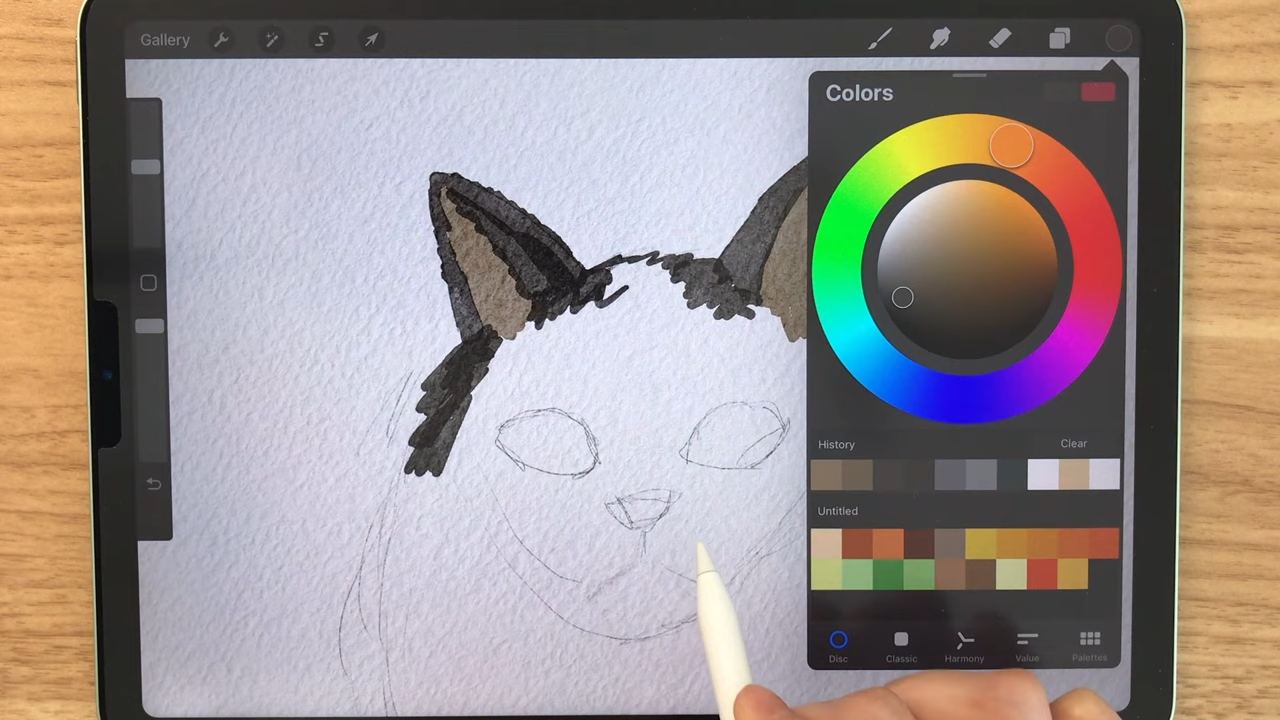 Gallery
Colors
History Clear
Untitled
Disc Classic Harmony Value Palettes